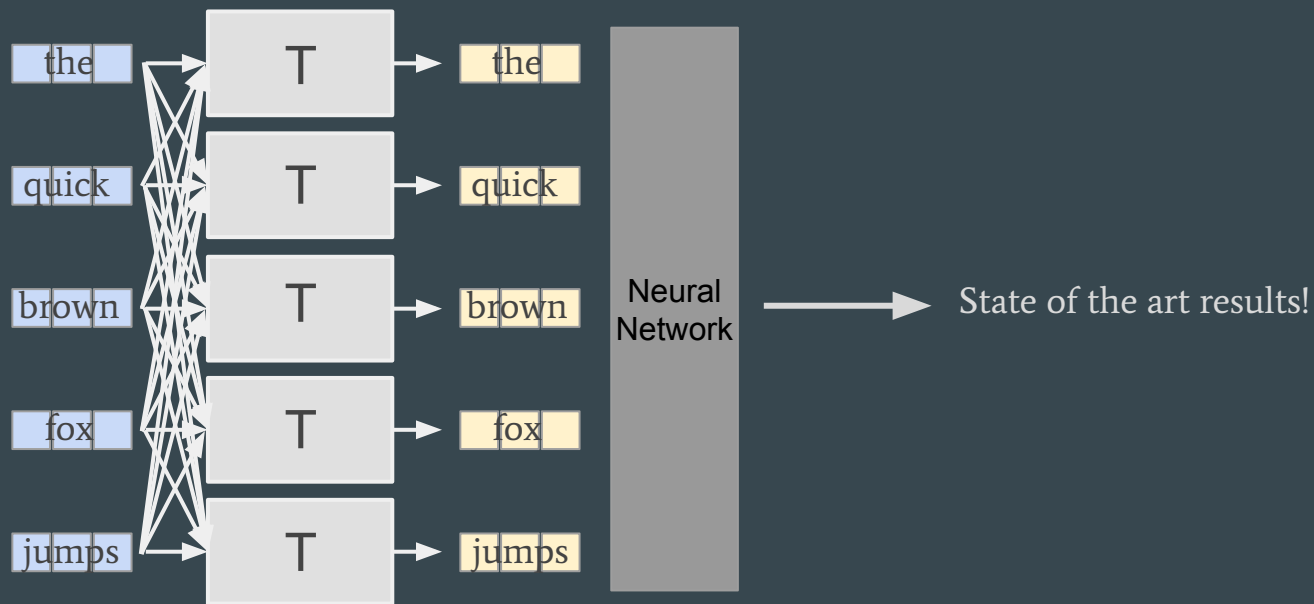 the T the
quick T quick
brown T brown
Neural
Network
State of the art results!
fox T fox
jumps T jumps